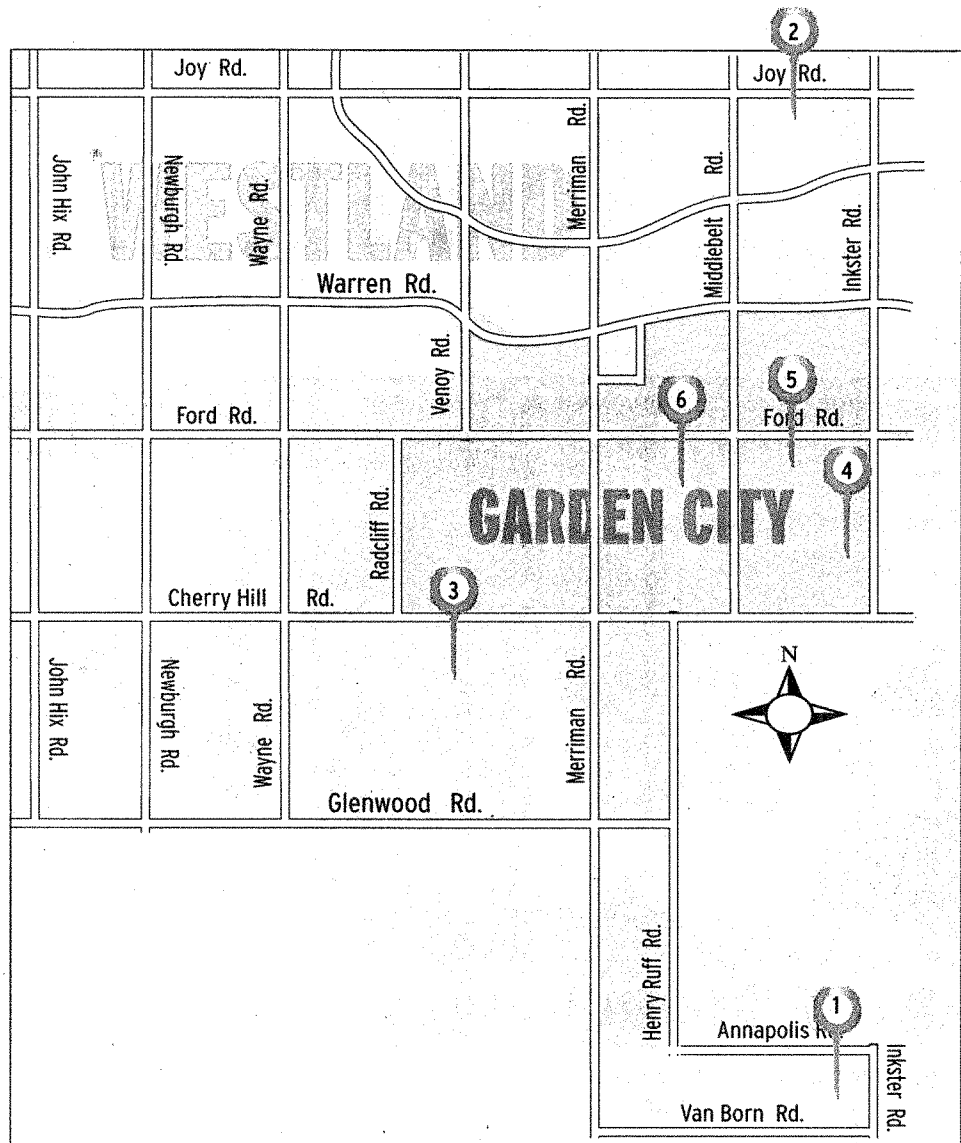 2
Joy Rd.
Joy Rd.
John Hix Rd.
Newburgh Rd.
Wayne Rd.
Merriman Rd.
Middlebelt Rd.
Inkster Rd.
*WESTLAND
Warren Rd.
Venoy Rd.
6
5
Ford Rd.
Ford Rd.
4
Radcliff Rd.
GARDEN CITY
3
Cherry Hill Rd.
N
John Hix Rd.
Newburgh Rd.
Wayne Rd.
Merriman Rd.
Glenwood Rd.
Henry Ruff Rd.
1
Annapolis Rd.
Inkster Rd.
Van Born Rd.